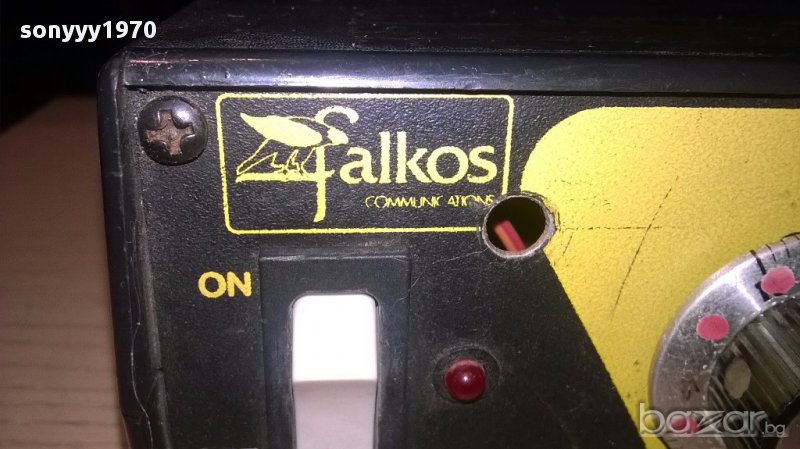 sonyyy1970
falkos
COMMUNICATIONS
ON
bazar.bg